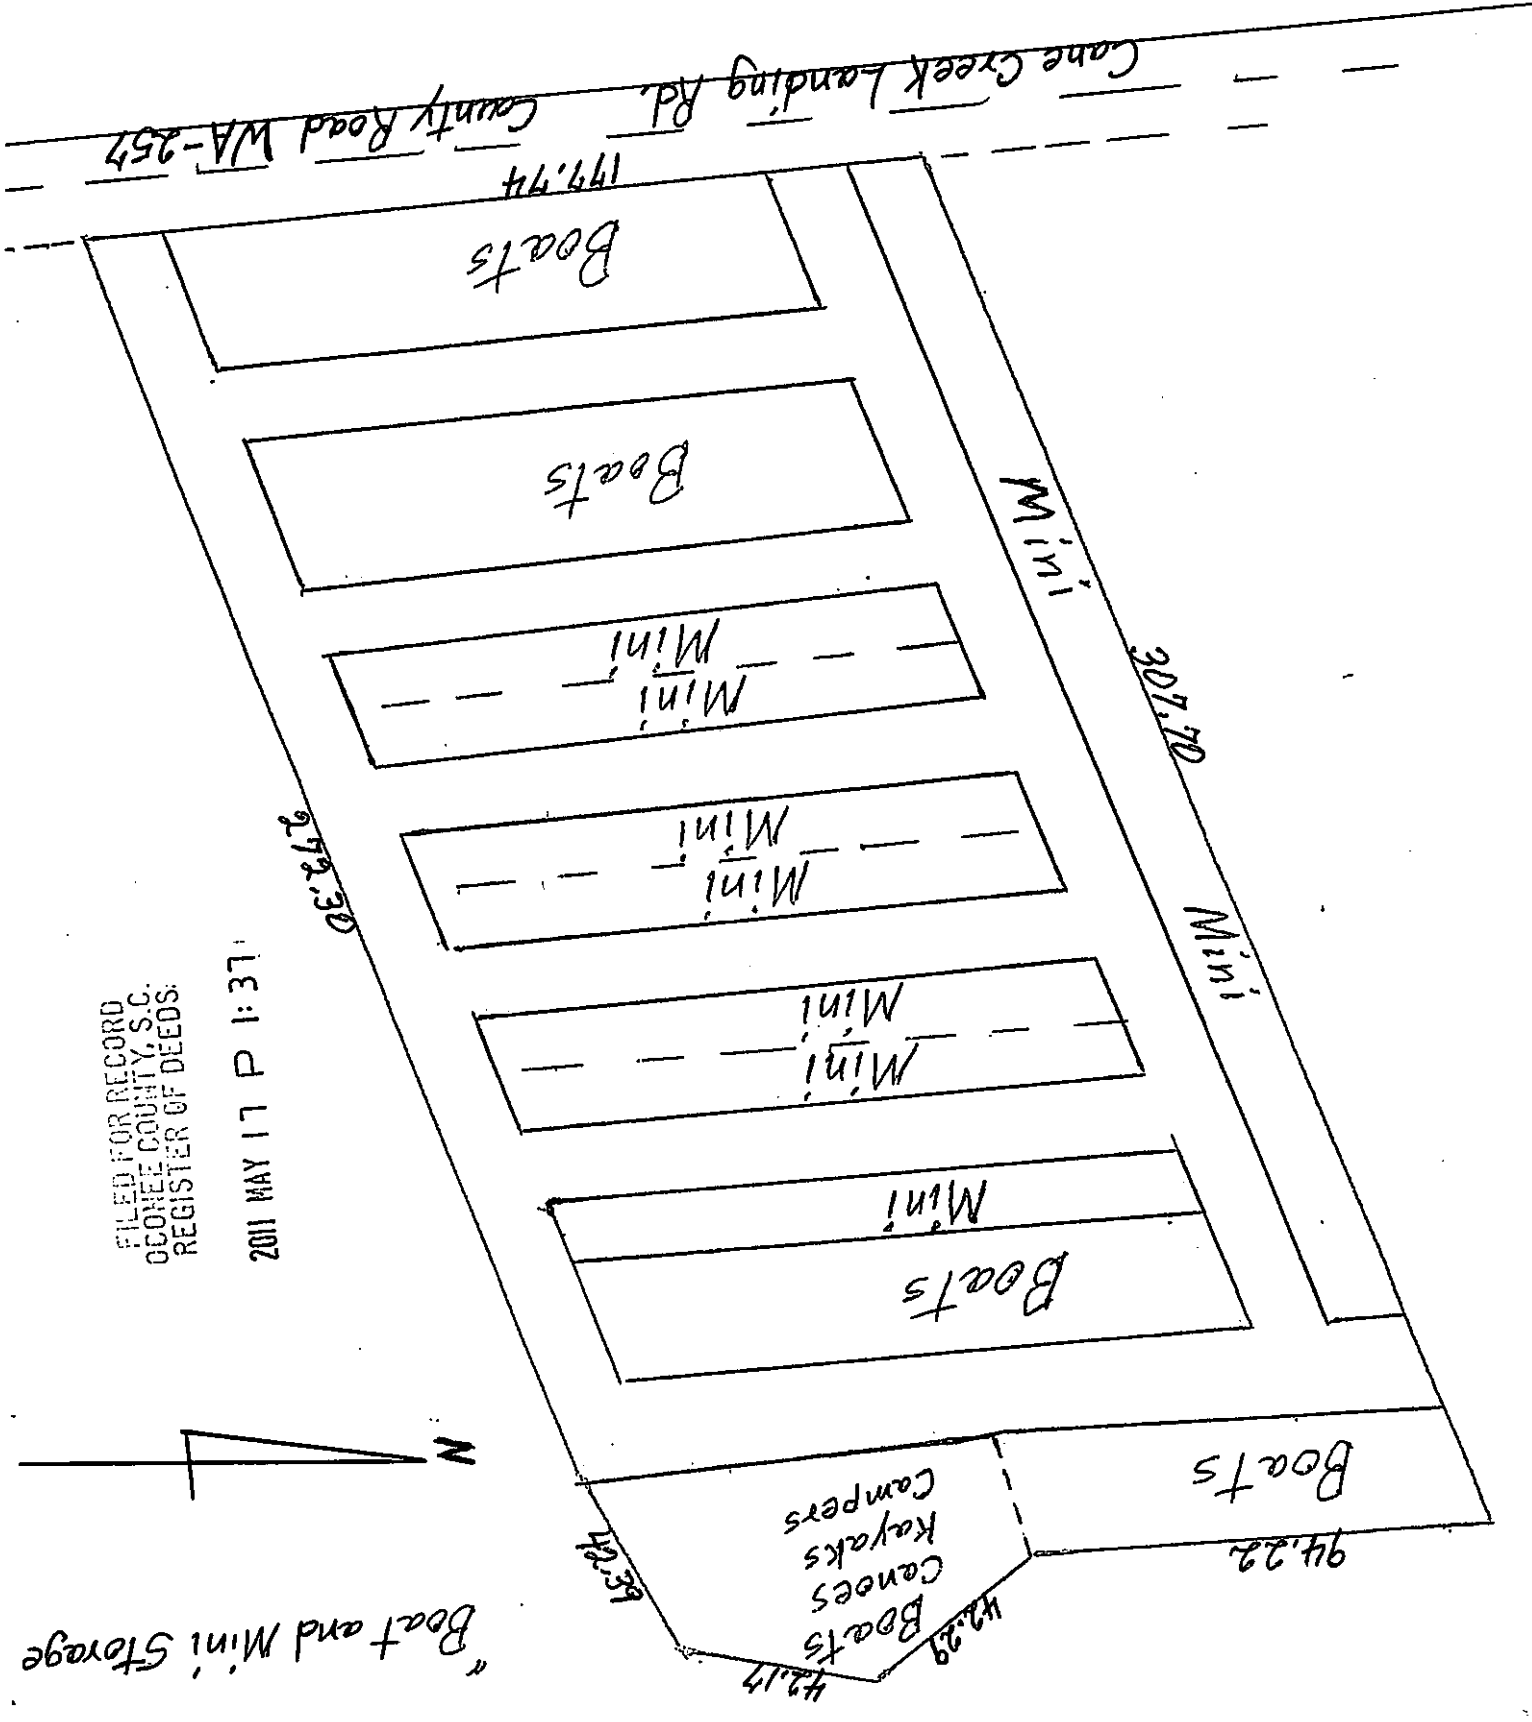 "Boat and Mini Storage
94.22
42.29
42.17
Boats
Boats
Canoes
Kayaks
Campers
Boats
Mini
Mini
Mini
Mini
Mini
Mini
Mini
Mini
Mini
Boats
Boats
307.70
272.30
177.74
Cane Creek Landing Rd. County Road WA-257
N
FILED FOR RECORD
OCONEE COUNTY, S.C.
REGISTER OF DEEDS
2011 MAY 17 P 1:37